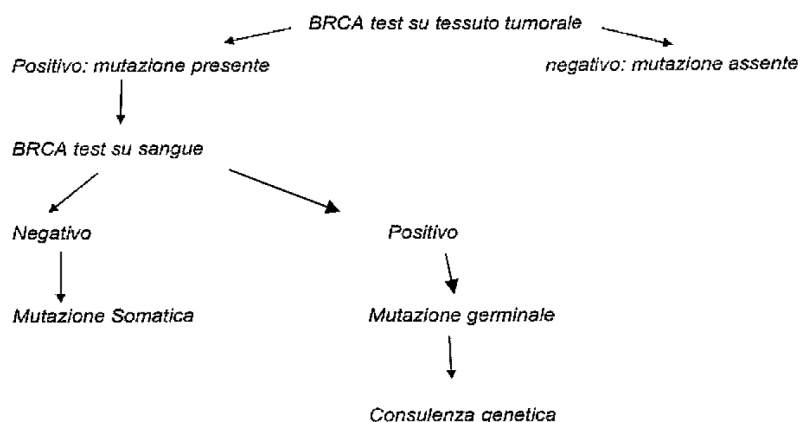 BRCA test su tessuto tumorale
Positivo: mutazione presente
negativo: mutazione assente
BRCA test su sangue
Negativo
Positivo
Mutazione Somatica
Mutazione germinale
Consulenza genetica